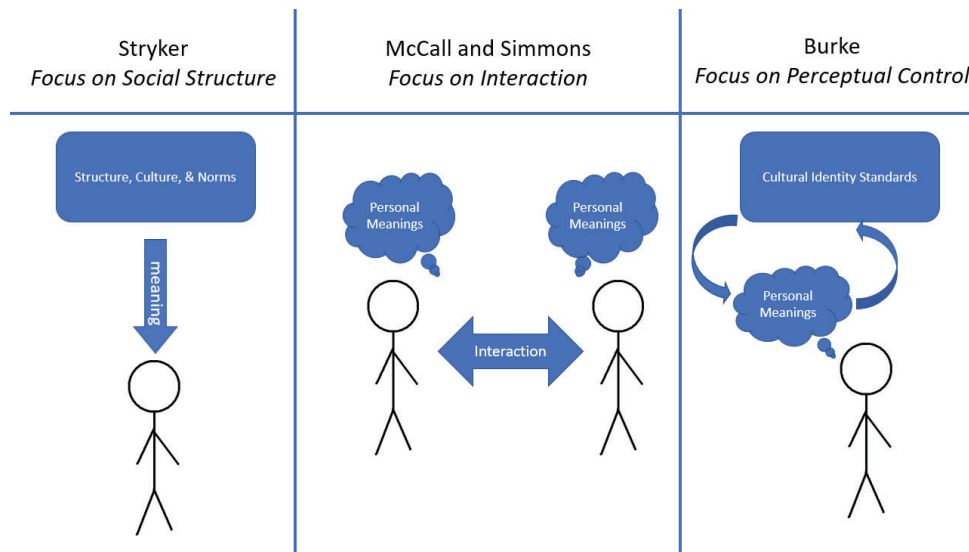 Stryker
Focus on Social Structure
Structure, Culture, & Norms
meaning
McCall and Simmons
Focus on Interaction
Personal
Meanings
Personal
Meanings
Interaction
Burke
Focus on Perceptual Control
Cultural Identity Standards
Personal
Meanings